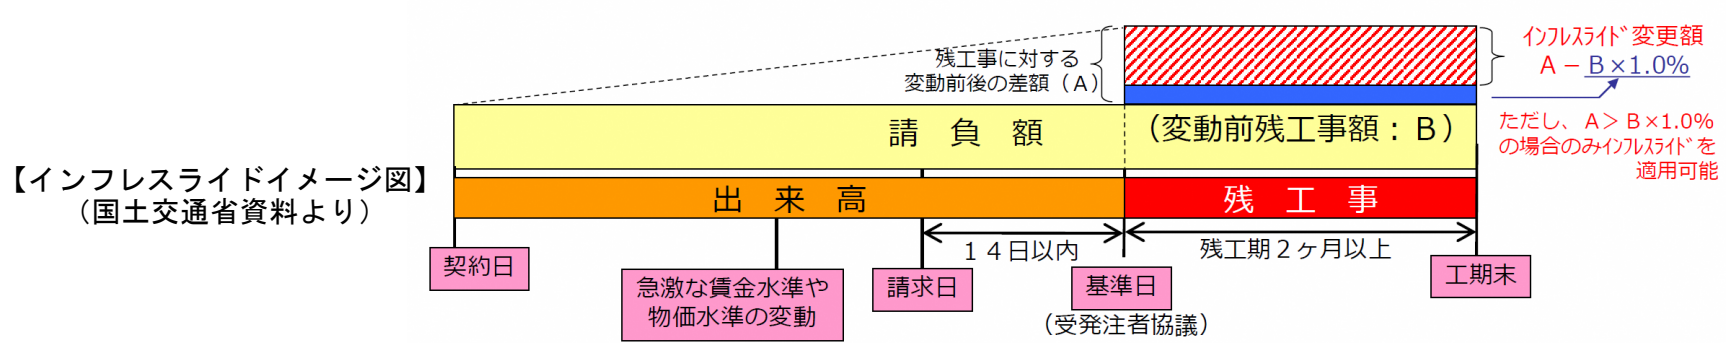 【インフレスライドイメージ図】
（国土交通省資料より）
残工事に対する
変動前後の差額（Ａ）
ｲﾝﾌﾚｽﾗｲﾄﾞ変更額
Ａ－Ｂ×1.0%
ただし、Ａ＞Ｂ×1.0%
の場合のみｲﾝﾌﾚｽﾗｲﾄﾞを
適用可能
請　負　額
（変動前残工事額：Ｂ）
出　来　高
残　工　事
１４日以内
残工期２ヶ月以上
契約日
急激な賃金水準や
物価水準の変動
請求日
基準日
（受発注者協議）
工期末